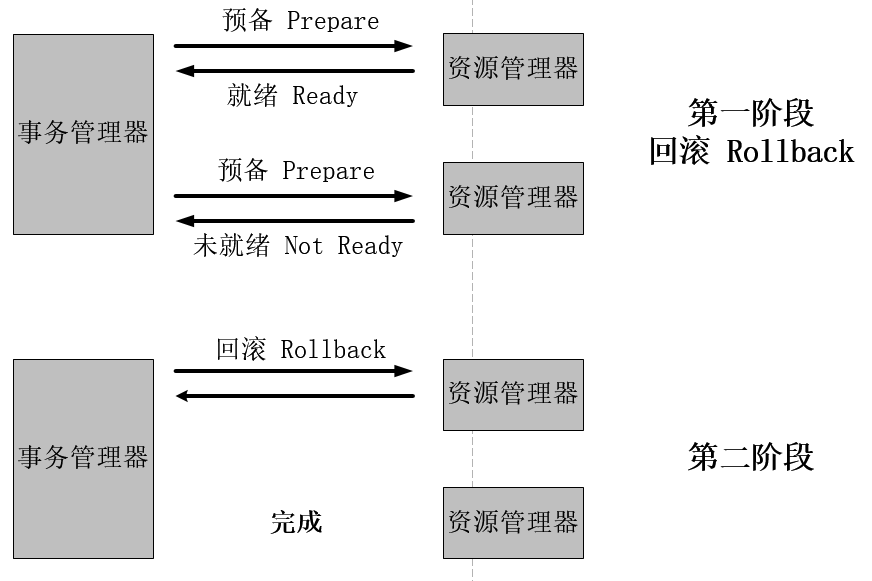 预备 Prepare
事务管理器
资源管理器
就绪 Ready
第一阶段
回滚 Rollback
预备 Prepare
资源管理器
未就绪 Not Ready
回滚 Rollback
事务管理器
资源管理器
第二阶段
完成
资源管理器